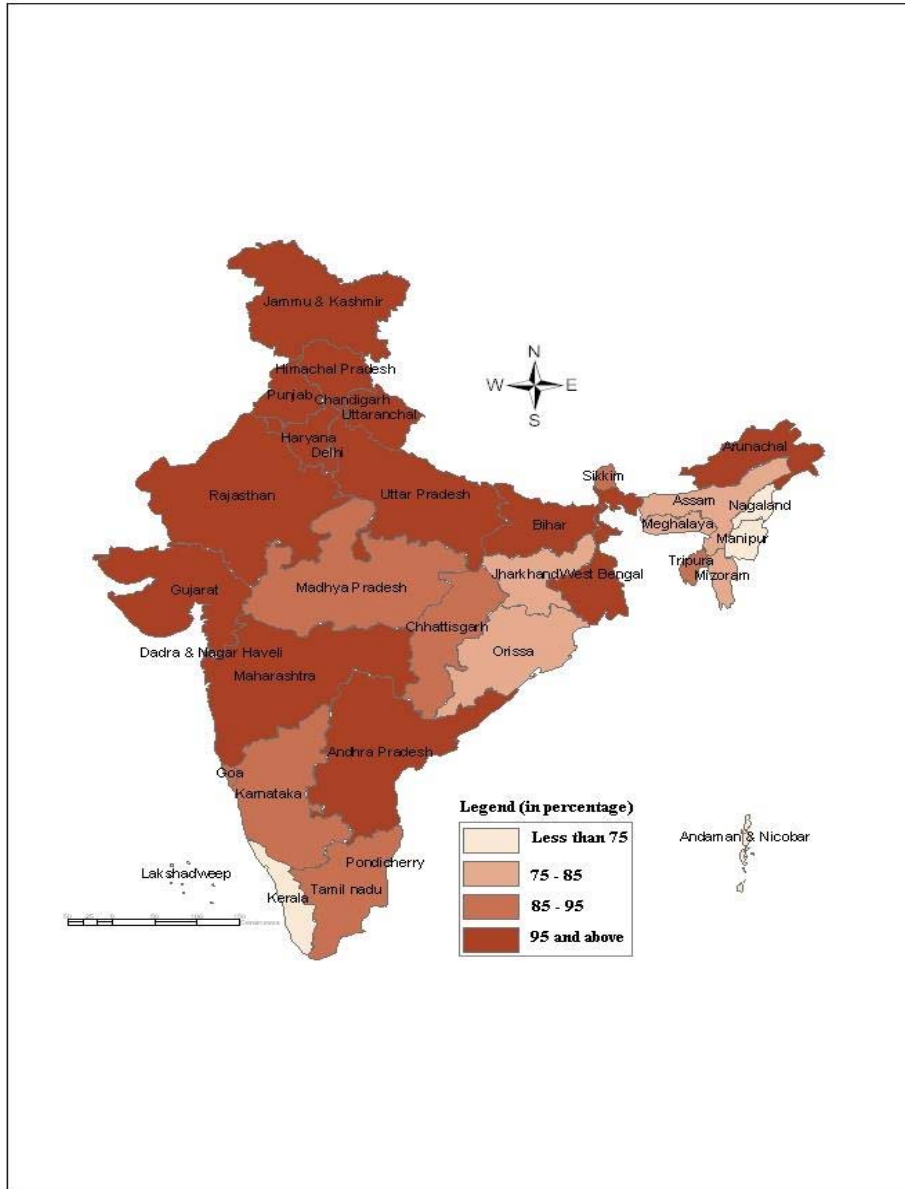 Jammu & Kashmir
N
Himachal Pradesh
W
E
Punjab
Chandigarh
Uttaranchal
S
Haryana
Delhi
Arunachal
Sikkim
Rajasthan
Uttar Pradesh
Assam
Nagaland
Bihar
Meghalaya
Manipur
Tripura
Mizoram
Jharkhand
West Bengal
Gujarat
Madhya Pradesh
Chhattisgarh
Dadra & Nagar Haveli
Orissa
Maharashtra
Andhra Pradesh
Goa
Karnataka
Legend (in percentage)
Less than 75
75 - 85
85 - 95
95 and above
Andaman & Nicobar
Pondicherry
Lakshadweep
Tamil nadu
Kerala